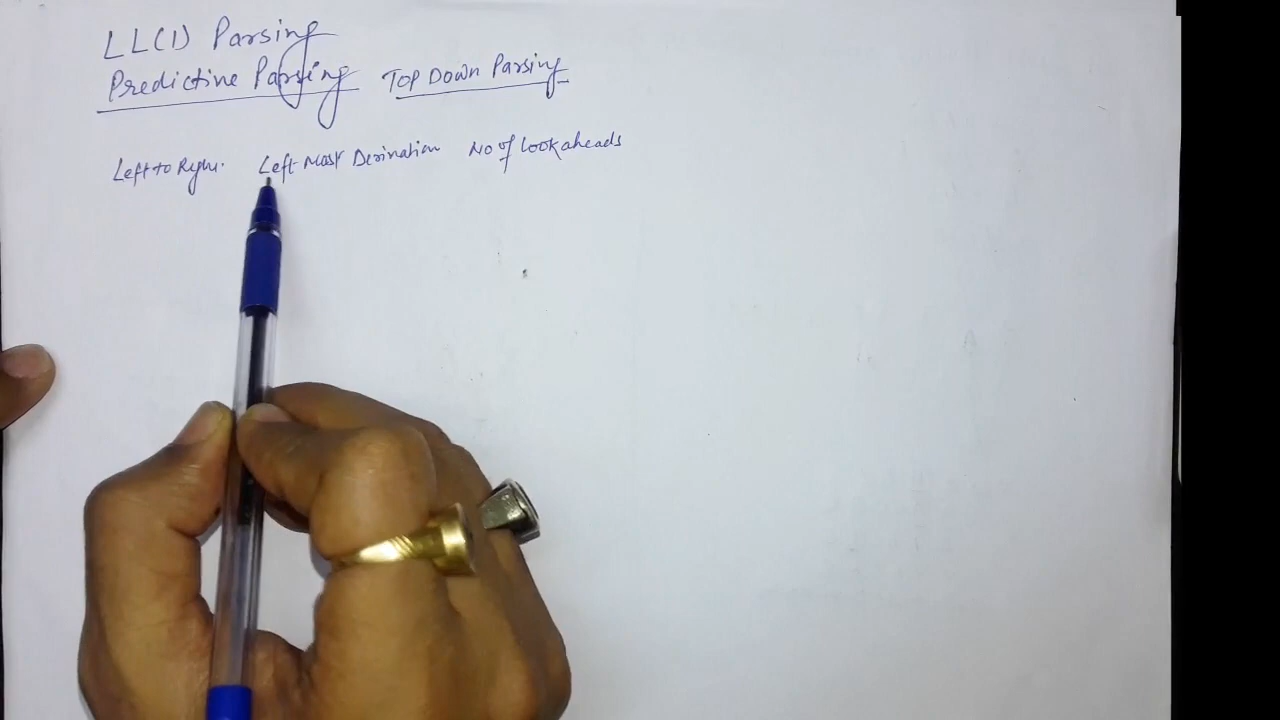 LL(1) Parsing
Predictive Parsing TOP DOWN Parsing
Left to Right. Left Most Derivation No of lookaheads